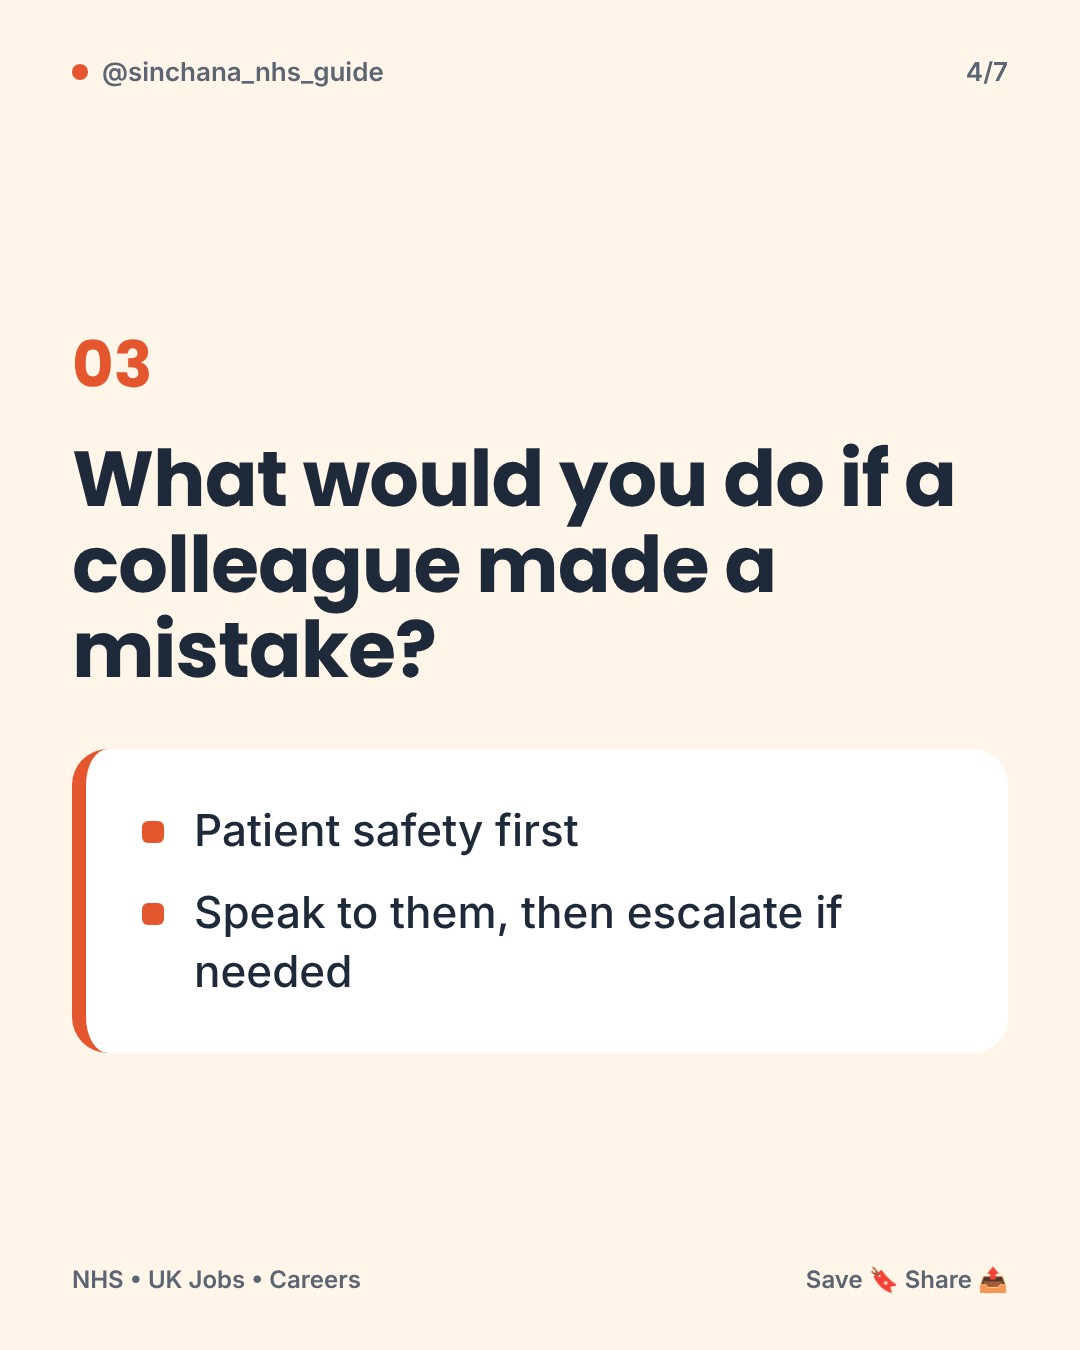 @sinchana_nhs_guide
4/7
03
What would you do if a
colleague made a
mistake?
Patient safety first
Speak to them, then escalate if
needed
NHS • UK Jobs • Careers
Save 🔖 Share 📤